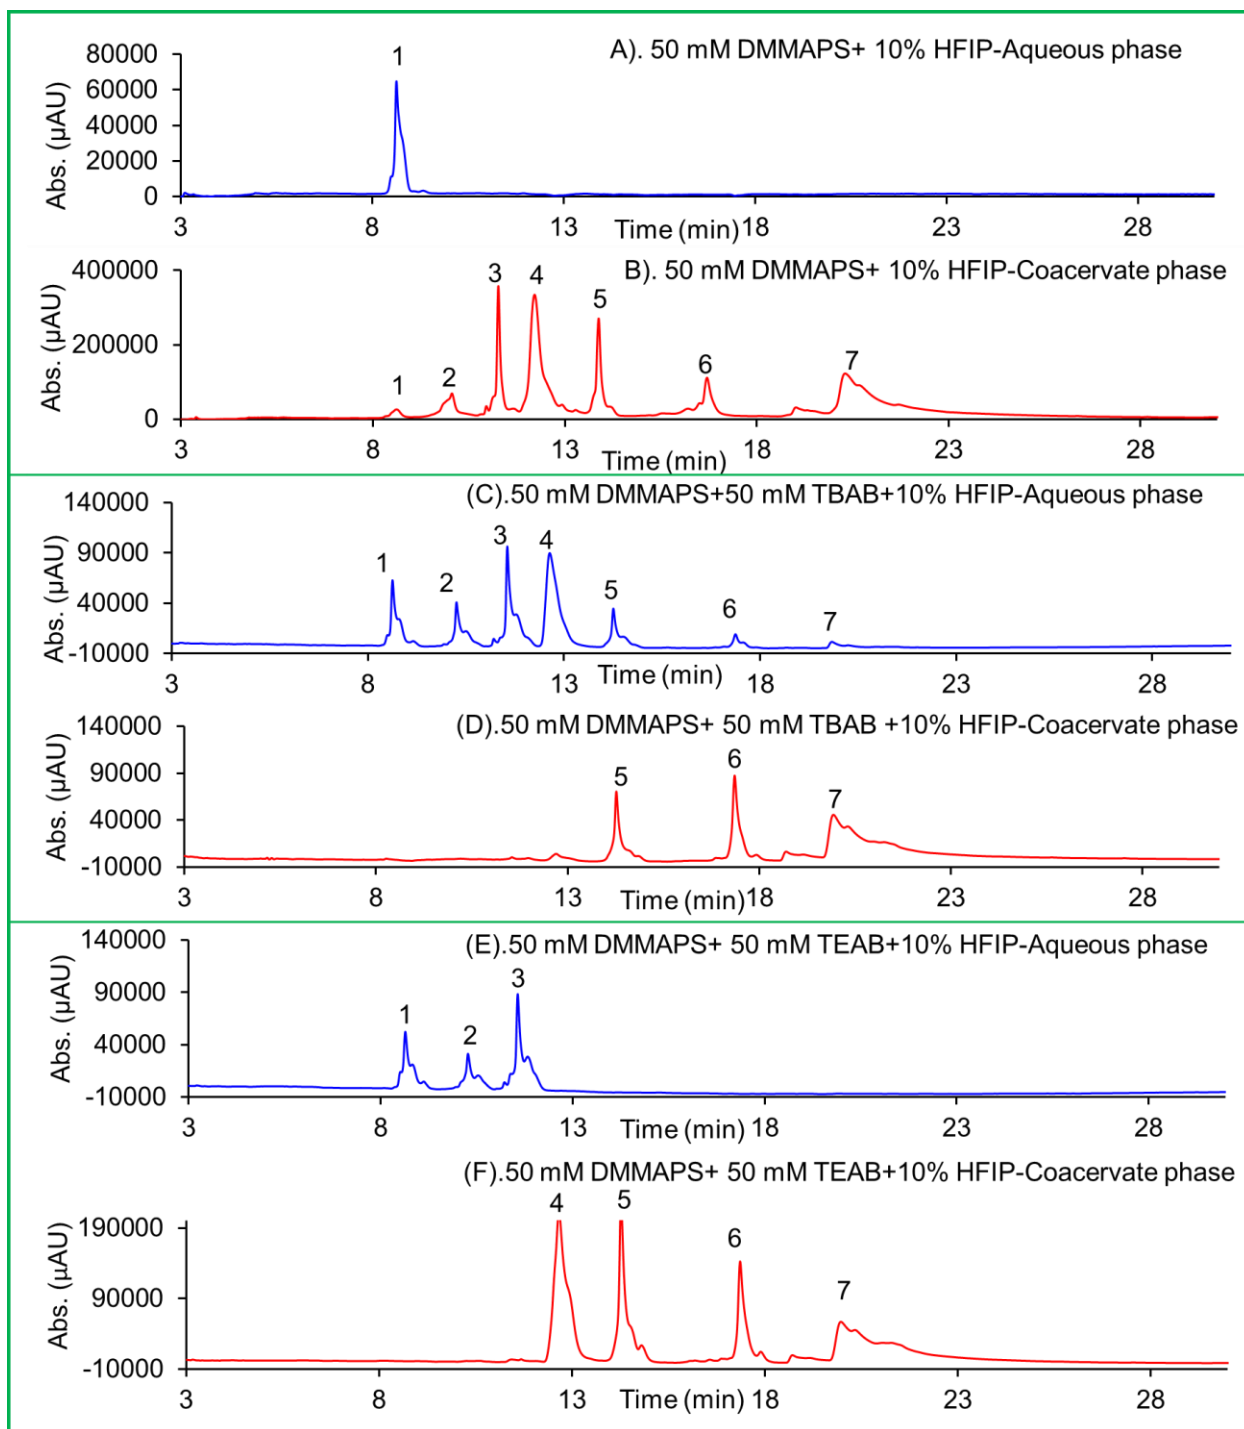 A). 50 mM DMMAPS+ 10% HFIP-Aqueous phase
80000
60000
40000
20000
0
Abs. (µAU)
1
3 8 13 18 23 28
Time (min)
B). 50 mM DMMAPS+ 10% HFIP-Coacervate phase
400000
200000
0
Abs. (µAU)
1 2 3 4 5 6 7
3 8 13 18 23 28
Time (min)
(C).50 mM DMMAPS+50 mM TBAB+10% HFIP-Aqueous phase
140000
90000
40000
-10000
Abs. (µAU)
1 2 3 4 5 6 7
3 8 13 18 23 28
Time (min)
(D).50 mM DMMAPS+ 50 mM TBAB +10% HFIP-Coacervate phase
140000
90000
40000
-10000
Abs. (µAU)
5 6 7
3 8 13 18 23 28
Time (min)
(E).50 mM DMMAPS+ 50 mM TEAB+10% HFIP-Aqueous phase
140000
90000
40000
-10000
Abs. (µAU)
1 2 3
3 8 13 18 23 28
Time (min)
(F).50 mM DMMAPS+ 50 mM TEAB+10% HFIP-Coacervate phase
190000
90000
-10000
Abs. (µAU)
4 5 6 7
3 8 13 18 23 28
Time (min)